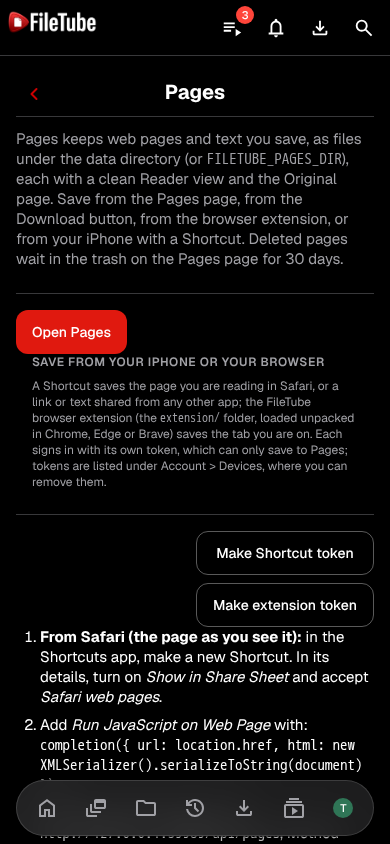 FileTube
3
Pages
Pages keeps web pages and text you save, as files
under the data directory (or FILETUBE_PAGES_DIR),
each with a clean Reader view and the Original
page. Save from the Pages page, from the
Download button, from the browser extension, or
from your iPhone with a Shortcut. Deleted pages
wait in the trash on the Pages page for 30 days.
Open Pages
SAVE FROM YOUR IPHONE OR YOUR BROWSER
A Shortcut saves the page you are reading in Safari, or a
link or text shared from any other app; the FileTube
browser extension (the extension/ folder, loaded unpacked
in Chrome, Edge or Brave) saves the tab you are on. Each
signs in with its own token, which can only save to Pages;
tokens are listed under Account > Devices, where you can
remove them.
Make Shortcut token
Make extension token
1. From Safari (the page as you see it): in the
Shortcuts app, make a new Shortcut. In its
details, turn on Show in Share Sheet and accept
Safari web pages.
2. Add Run JavaScript on Web Page with:
completion({ url: location.href, html: new
XMLSerializer().serializeToString(document)
T